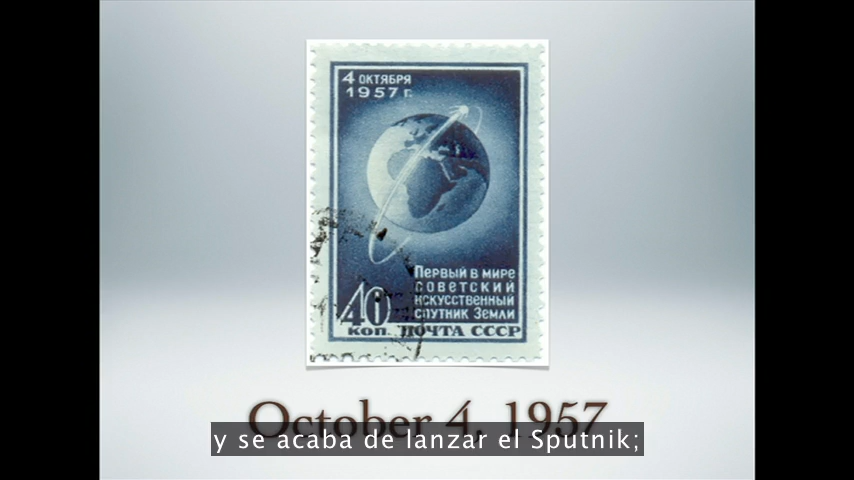 4 ОКТЯБРЯ
1957 г.
Первый в мире
советский
искусственный
спутник Земли
40
коп.
ПОЧТА СССР
October 4, 1957
y se acaba de lanzar el Sputnik;